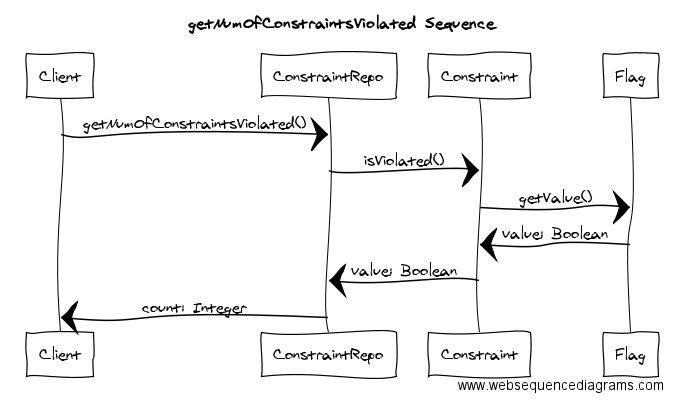 getNumOfConstraintsViolated Sequence
Client
ConstraintRepo
Constraint
Flag
getNumOfConstraintsViolated()
isViolated()
getValue()
value: Boolean
value: Boolean
count: Integer
Client
ConstraintRepo
Constraint
Flag
www.websequencediagrams.com